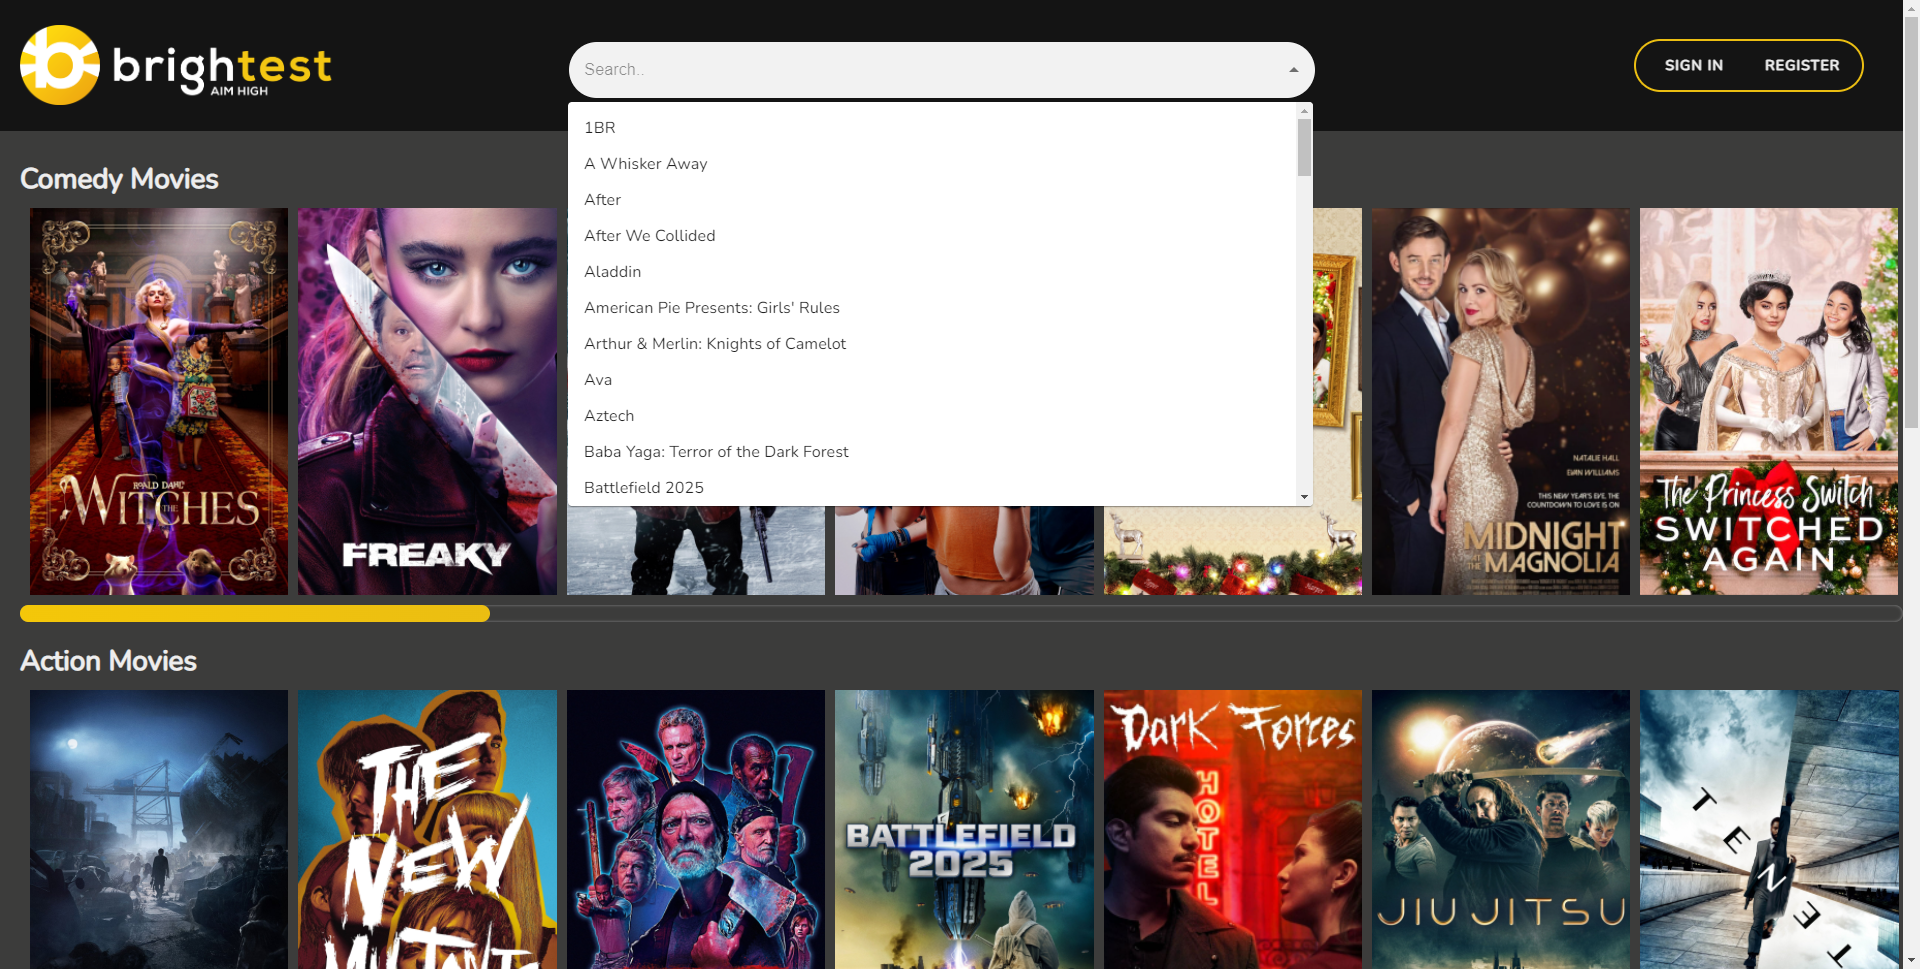 brightest
AIM HIGH
Search..
SIGN IN
REGISTER
1BR
A Whisker Away
After
After We Collided
Aladdin
American Pie Presents: Girls' Rules
Arthur & Merlin: Knights of Camelot
Ava
Aztech
Baba Yaga: Terror of the Dark Forest
Battlefield 2025
Comedy Movies
ROALD DAHL'
THE
WITCHES
FREAKY
NATALIE HALL
EVAN WILLIAMS
THIS NEW YEAR'S EVE, THE
COUNTDOWN TO LOVE IS ON
MIDNIGHT
AT THE MAGNOLIA
The Princess Switch
SWITCHED
AGAIN
Action Movies
THE
NEW
MUTANT
BATTLEFIELD
2025
Dark Forces
HOTEL
JIU JITSU
TENET